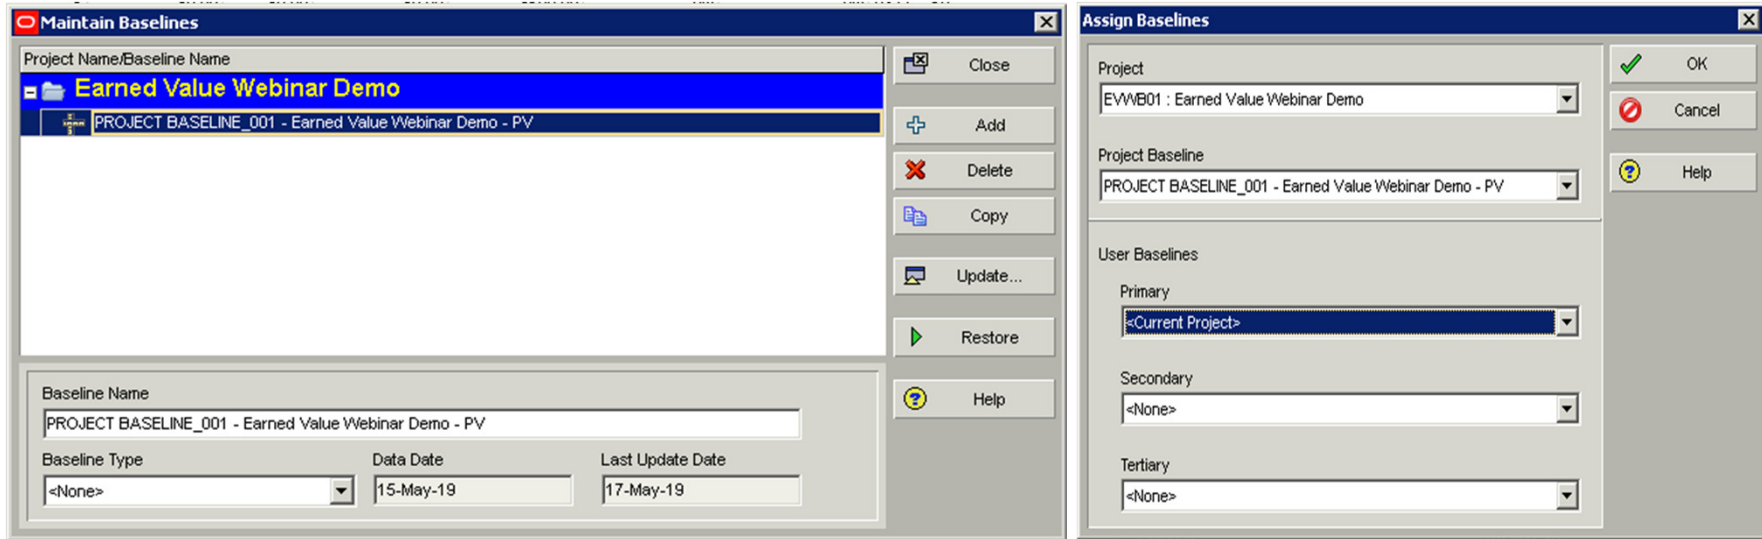 Maintain Baselines
Project Name/Baseline Name
Earned Value Webinar Demo
PROJECT BASELINE_001 - Earned Value Webinar Demo - PV
Close
Add
Delete
Copy
Update...
Restore
Help
Baseline Name
PROJECT BASELINE_001 - Earned Value Webinar Demo - PV
Baseline Type
Data Date
Last Update Date
<None>
15-May-19
17-May-19
Assign Baselines
Project
EVWB01 : Earned Value Webinar Demo
Project Baseline
PROJECT BASELINE_001 - Earned Value Webinar Demo - PV
User Baselines
Primary
<Current Project>
Secondary
<None>
Tertiary
<None>
OK
Cancel
Help